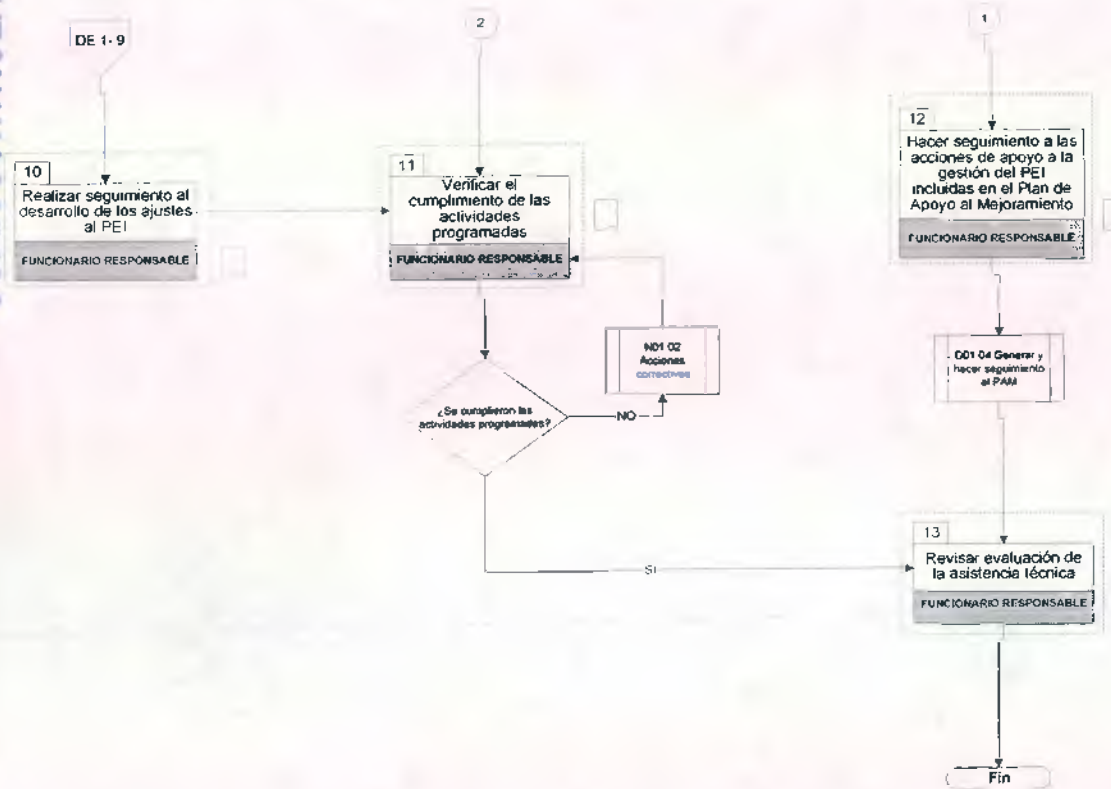 DE 1- 9
2
1
10
Realizar seguimiento al
desarrollo de los ajustes
al PEI
FUNCIONARIO RESPONSABLE
11
Verificar el
cumplimiento de las
actividades
programadas
FUNCIONARIO RESPONSABLE
12
Hacer seguimiento a las
acciones de apoyo a la
gestión del PEI
incluidas en el Plan de
Apoyo al Mejoramiento
FUNCIONARIO RESPONSABLE
N01 02
Acciones
correctivas
D01 04 Generar y
hacer seguimiento
al PAM
¿Se cumplieron las
actividades programadas?
NO
SI
13
Revisar evaluación de
la asistencia técnica
FUNCIONARIO RESPONSABLE
Fin